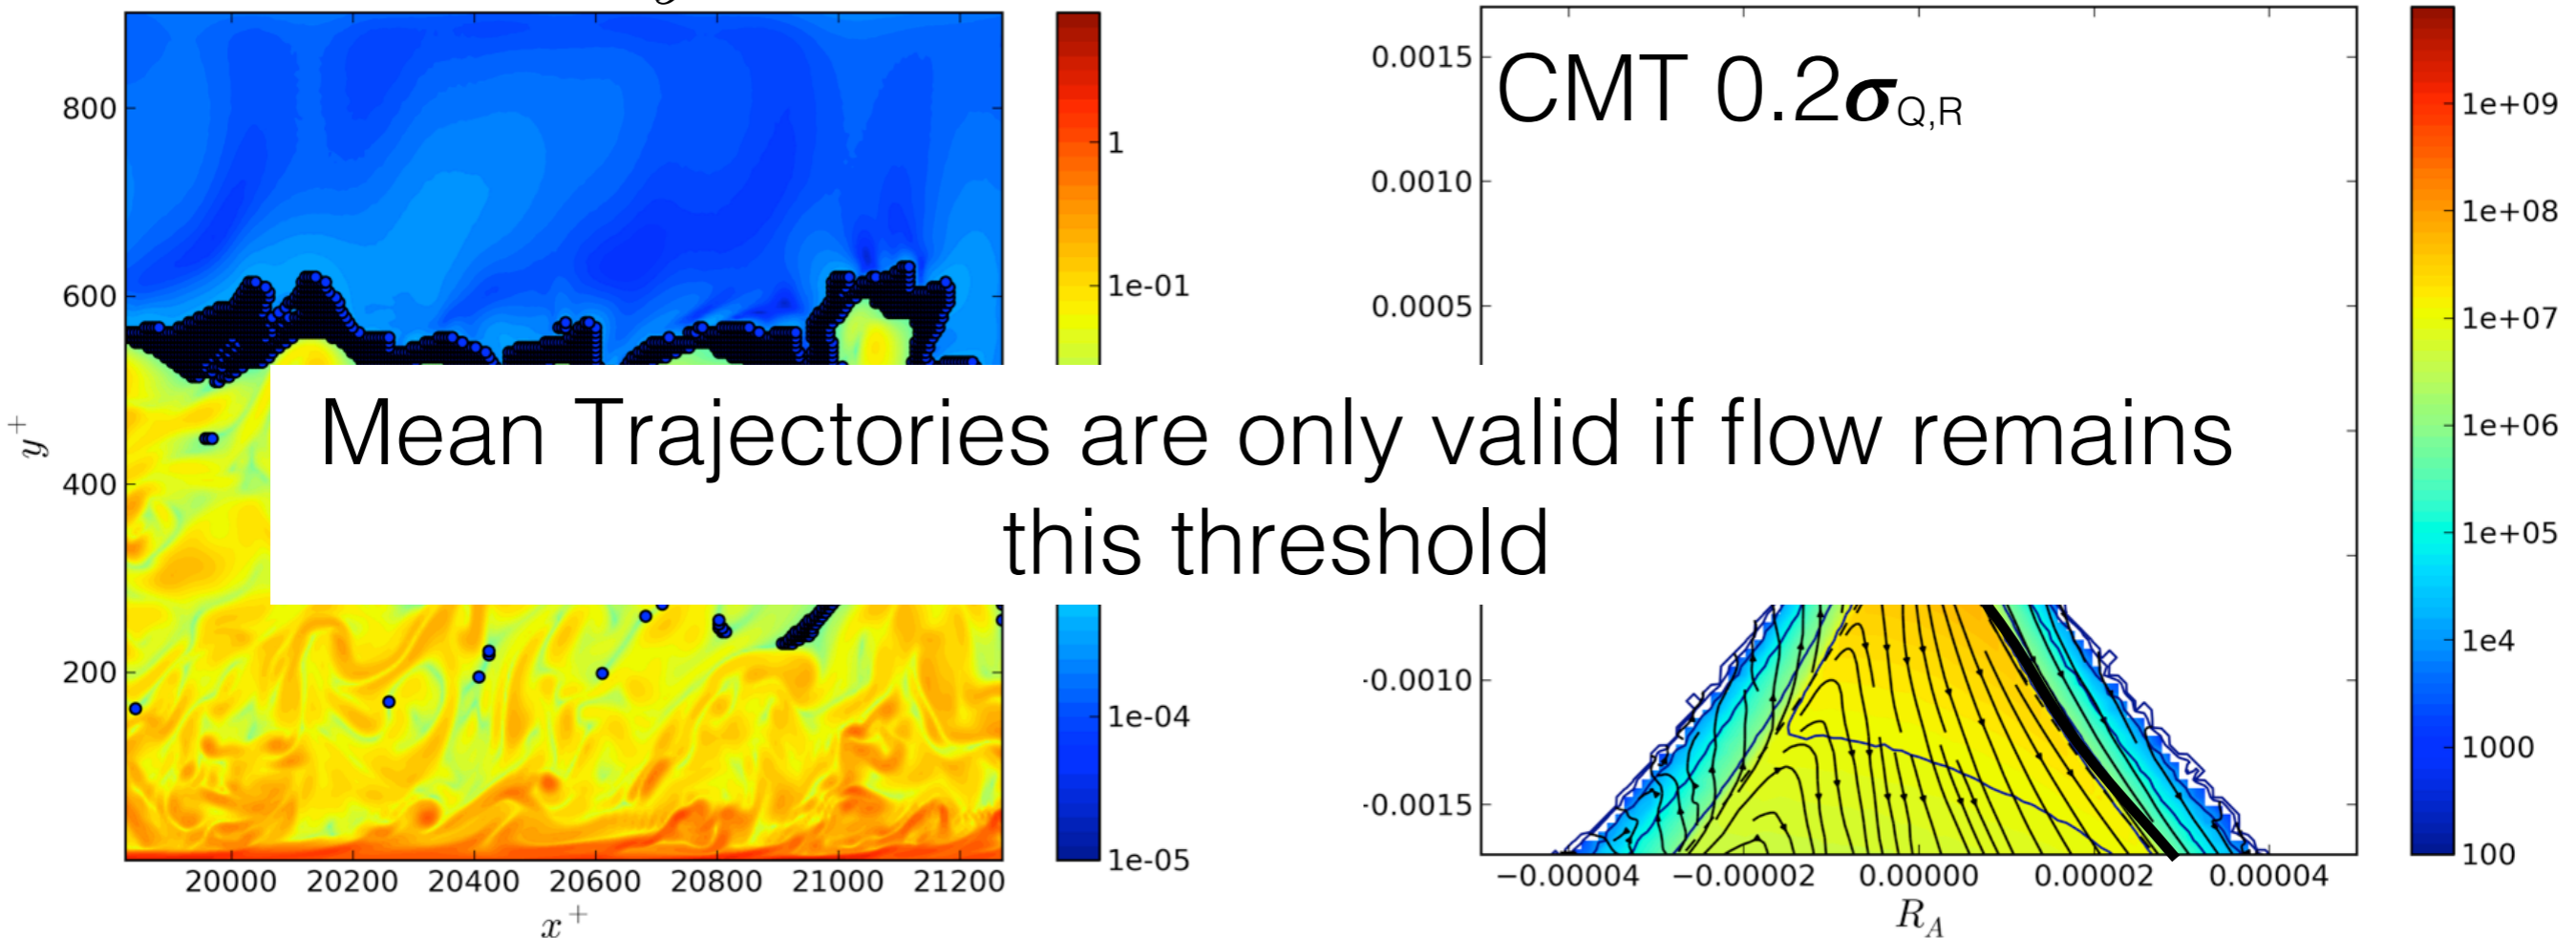 CMT 0.2σQ,R
Mean Trajectories are only valid if flow remains
this threshold
800
600
400
200
y+
20000 20200 20400 20600 20800 21000 21200
x+
1
1e-01
1e-04
1e-05
0.0015
0.0010
0.0005
-0.0010
-0.0015
−0.00004 −0.00002 0.00000 0.00002 0.00004
RA
1e+09
1e+08
1e+07
1e+06
1e+05
1e4
1000
100